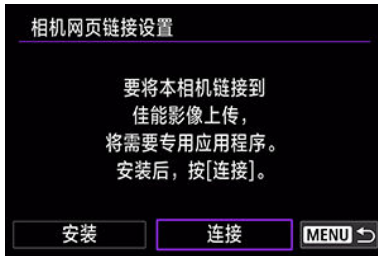 相机网页链接设置
要将本相机链接到
佳能影像上传，
将需要专用应用程序。
安装后，按[连接]。
安装 连接 MENU